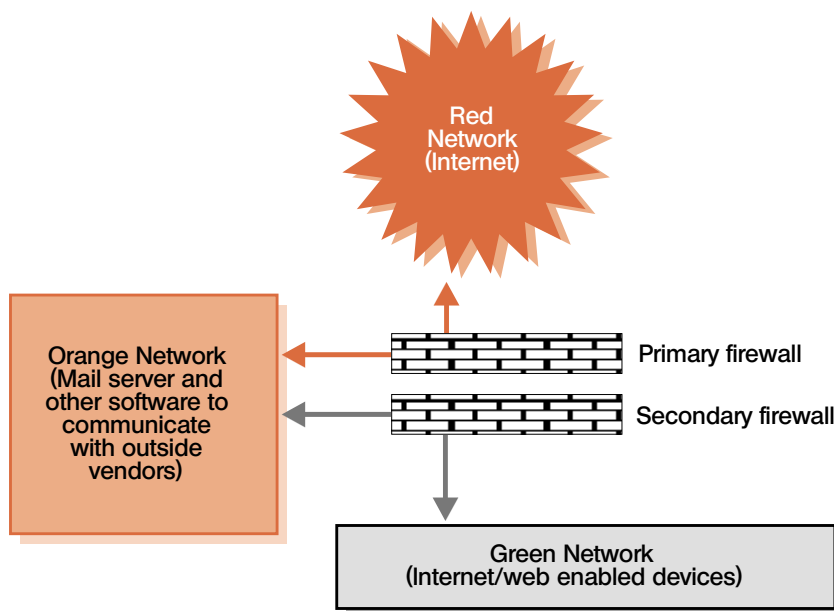 Red
Network
(Internet)
Orange Network
(Mail server and
other software to
communicate
with outside
vendors)
Primary firewall
Secondary firewall
Green Network
(Internet/web enabled devices)